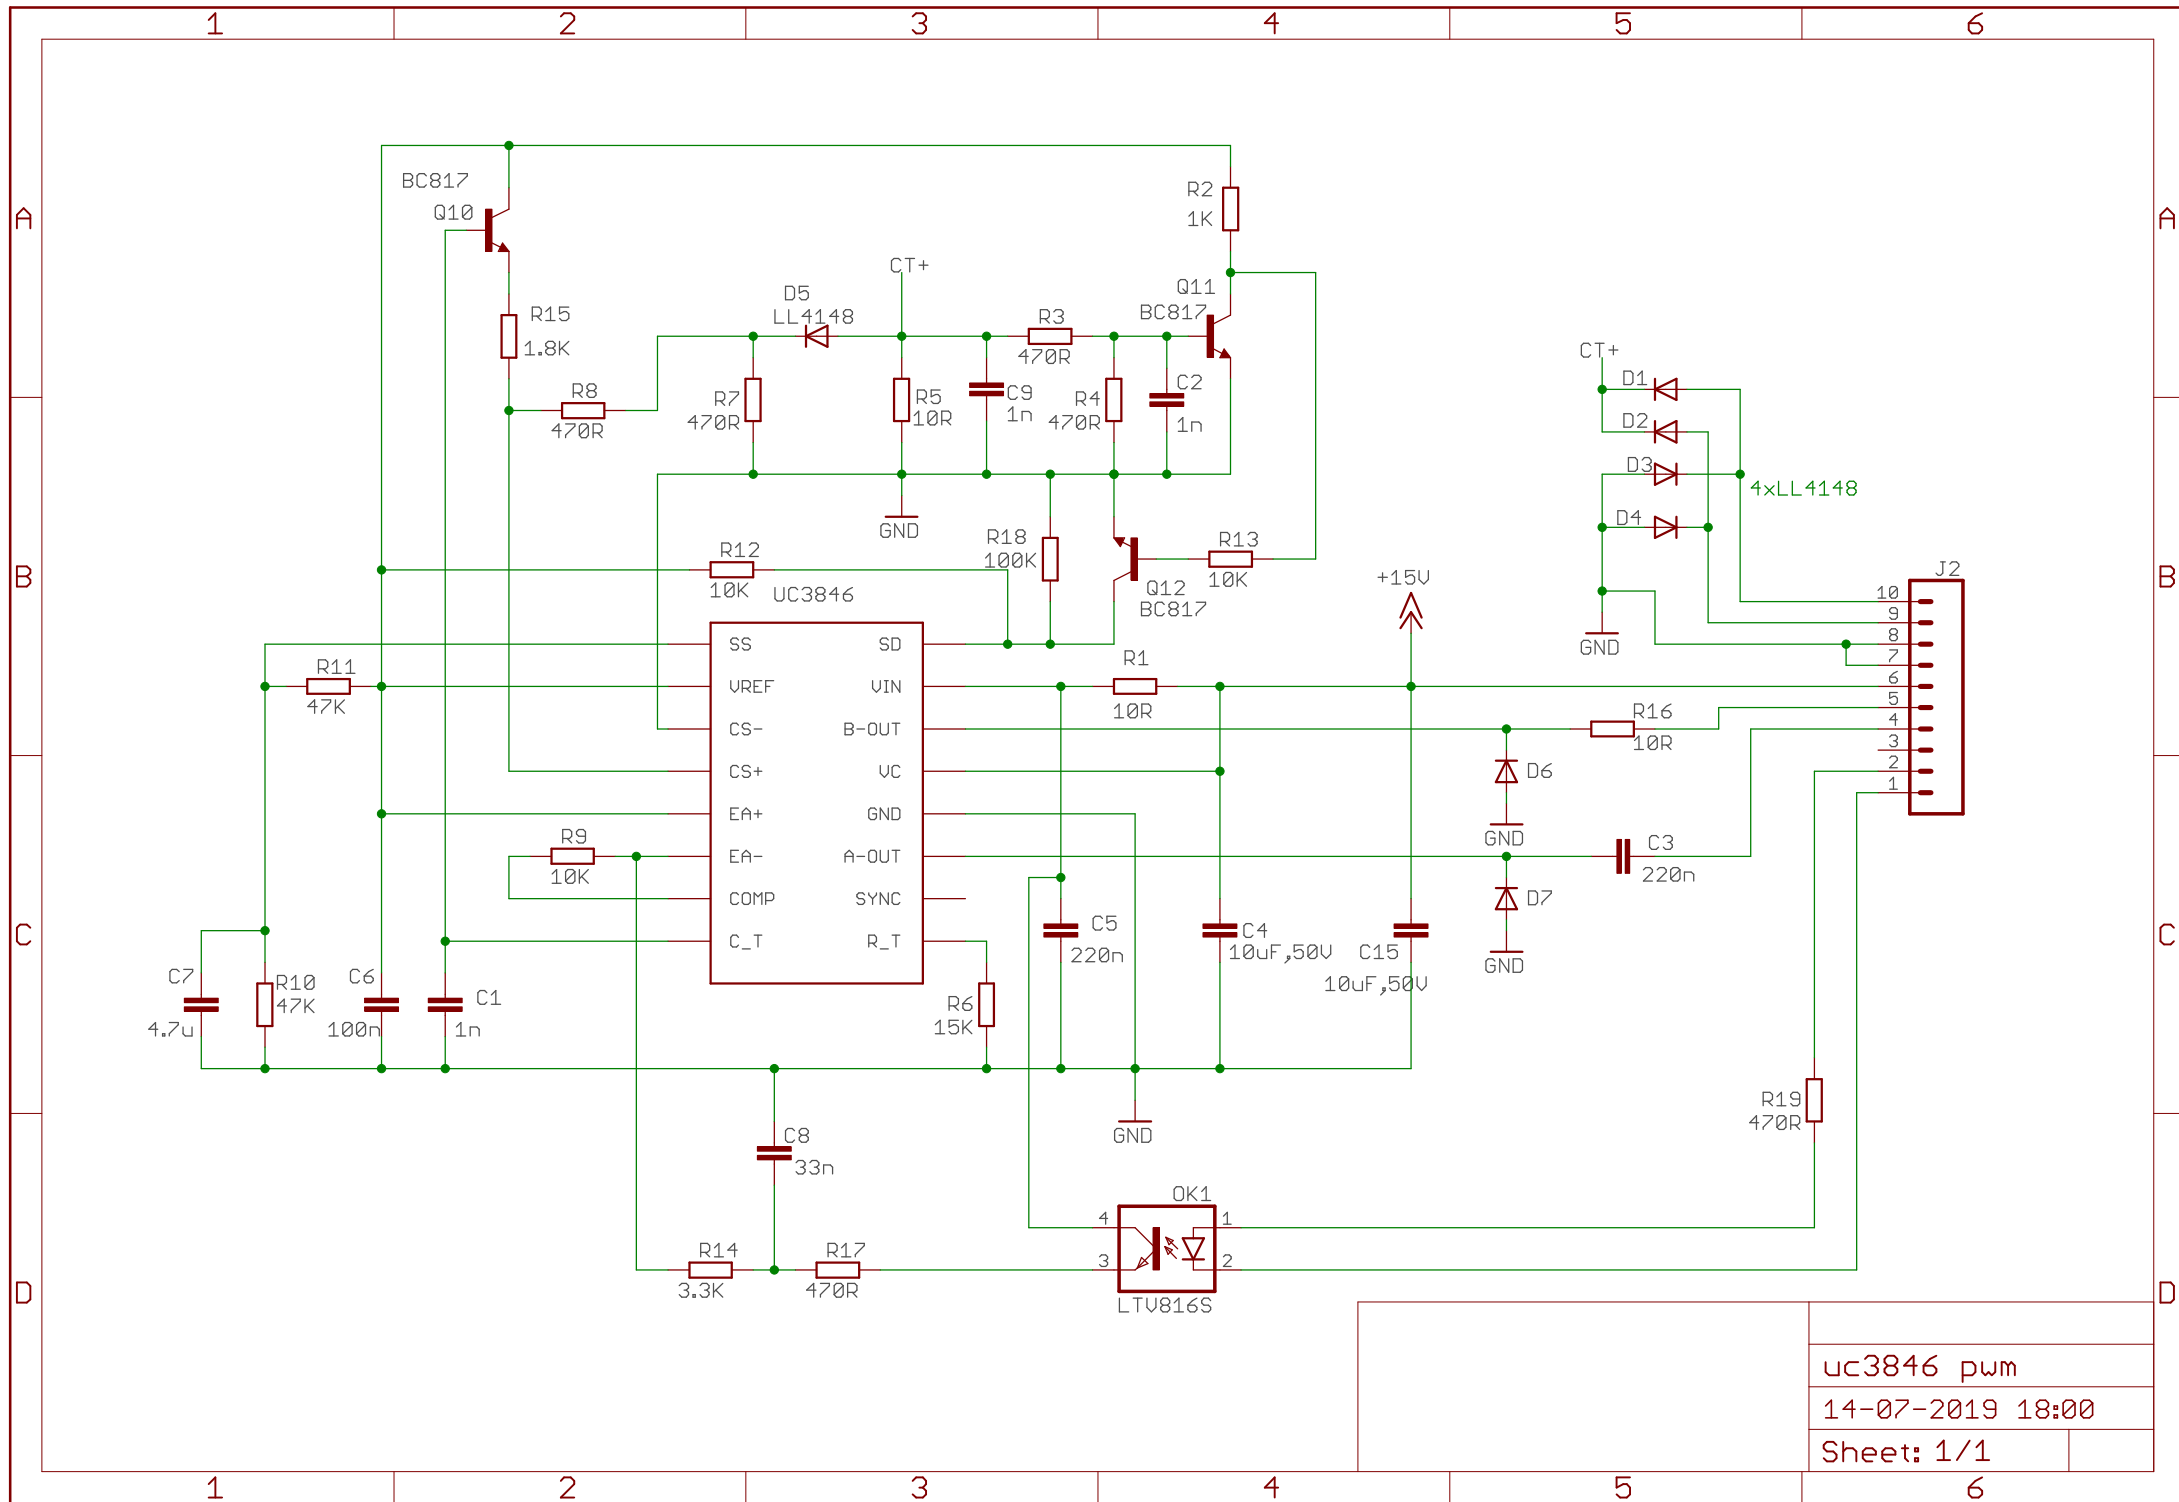 1 2 3 4 5 6
A A
BC817
Q10
R2
1K
CT+
Q11
BC817
D5
LL4148
R15
1.8K
R3
470R
CT+
D1
R8
470R
R7
470R
R5
10R
C9
1n
R4
470R
C2
1n
D2
D3
4xLL4148
D4
GND
R18
100K
R13
10K
Q12
BC817
B B
R12
10K
UC3846
+15V
GND
J2
10
9
8
7
6
5
4
3
2
1
SS SD
VREF VIN
CS- B-OUT
CS+ VC
EA+ GND
EA- A-OUT
COMP SYNC
C_T R_T
R11
47K
R1
10R
R16
10R
D6
GND
R9
10K
C3
220n
D7
GND
C C
C7
4.7u
R10
47K
C6
100n
C1
1n
R6
15K
C5
220n
C4
10uF,50V
C15
10uF,50V
R19
470R
GND
C8
33n
OK1
4 1
3 2
LTV816S
R14
3.3K
R17
470R
D D
uc3846 pwm
14-07-2019 18:00
Sheet: 1/1
1 2 3 4 5 6